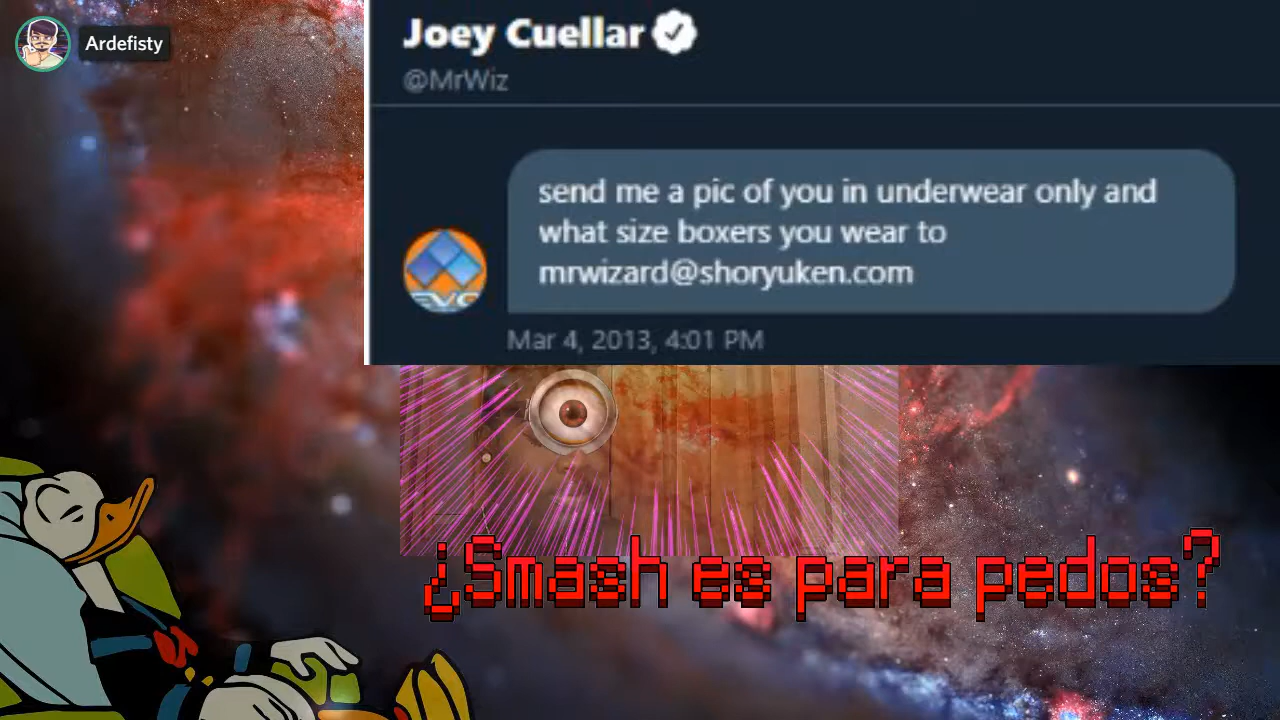 Ardefisty
Joey Cuellar
@MrWiz
send me a pic of you in underwear only and
what size boxers you wear to
mrwizard@shoryuken.com
EVO
Mar 4, 2013, 4:01 PM
¿Smash es para pedos?